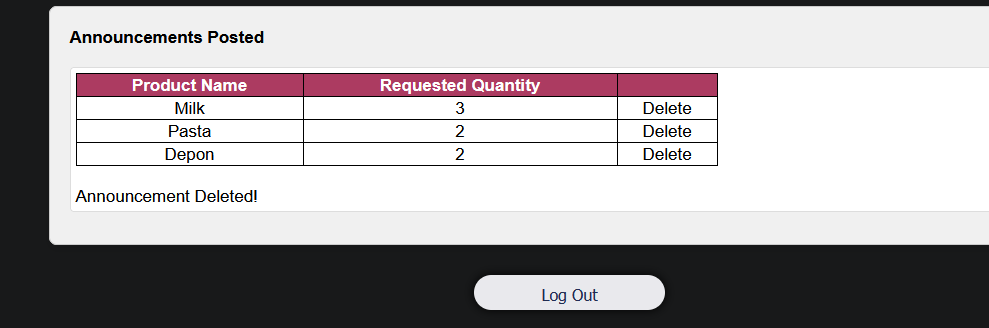 Announcements Posted
Product Name Requested Quantity
Milk 3 Delete
Pasta 2 Delete
Depon 2 Delete
Announcement Deleted!
Log Out